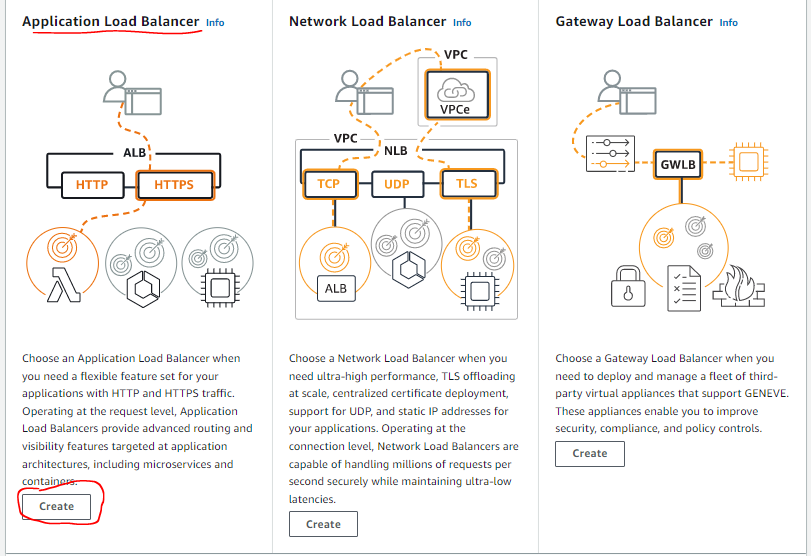 Application Load Balancer Info
ALB
HTTP HTTPS
Choose an Application Load Balancer when
you need a flexible feature set for your
applications with HTTP and HTTPS traffic.
Operating at the request level, Application
Load Balancers provide advanced routing and
visibility features targeted at application
architectures, including microservices and
containers.
Create
Network Load Balancer Info
VPC
VPCe
VPC
NLB
TCP UDP TLS
ALB
Choose a Network Load Balancer when you
need ultra-high performance, TLS offloading
at scale, centralized certificate deployment,
support for UDP, and static IP addresses for
your applications. Operating at the
connection level, Network Load Balancers are
capable of handling millions of requests per
second securely while maintaining ultra-low
latencies.
Create
Gateway Load Balancer Info
GWLB
Choose a Gateway Load Balancer when you
need to deploy and manage a fleet of third-
party virtual appliances that support GENEVE.
These appliances enable you to improve
security, compliance, and policy controls.
Create